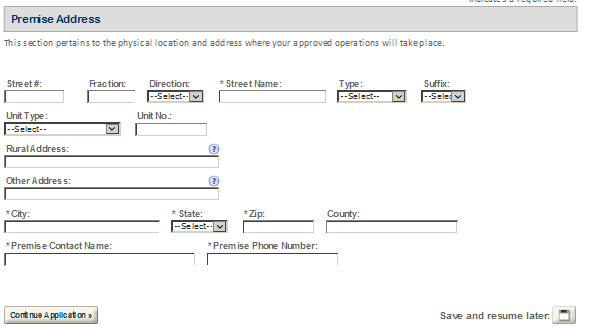 indicates a required field.
Premise Address
This section pertains to the physical location and address where your approved operations will take place.
Street #: Fraction: Direction: * Street Name: Type: Suffix:
--Select-- --Select-- --Selec
Unit Type: Unit No.:
--Select--
Rural Address: ?
Other Address: ?
* City: * State: * Zip: County:
--Select--
* Premise Contact Name: * Premise Phone Number:
Continue Application » Save and resume later: